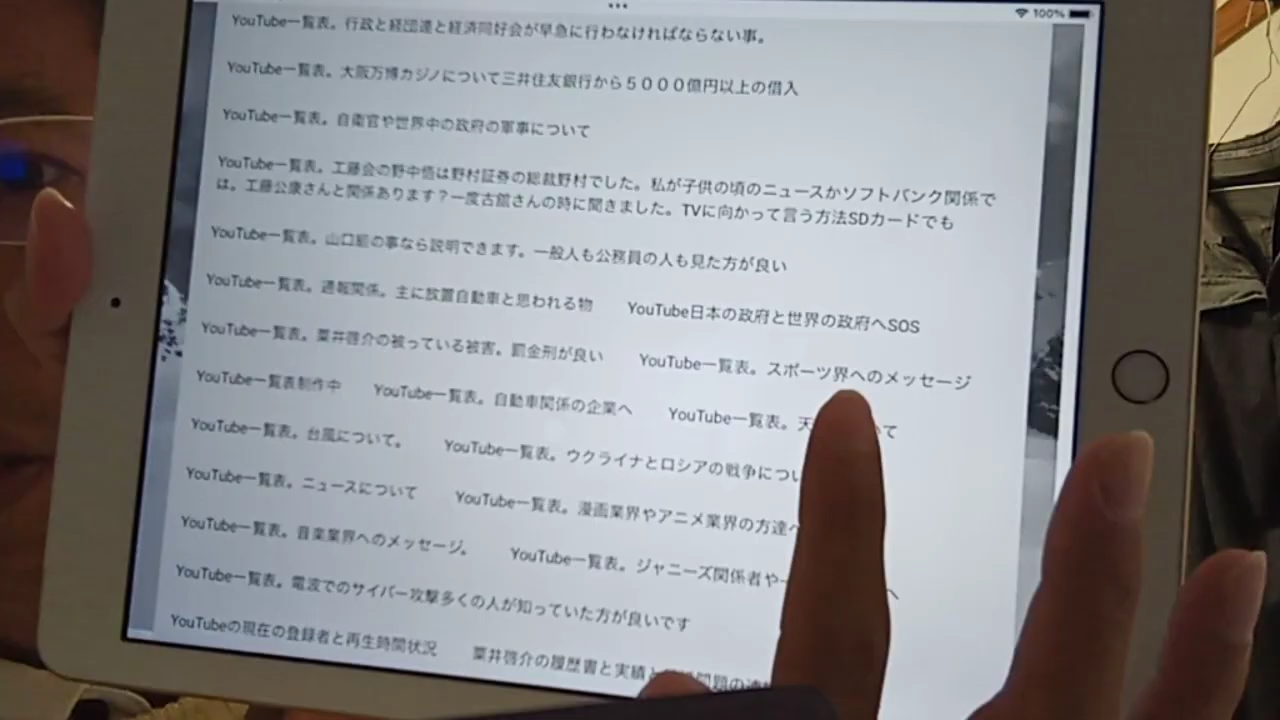 100%
YouTube一覧表。行政と経団連と経済同好会が早急に行わなければならない事。
YouTube一覧表。大阪万博カジノについて三井住友銀行から５０００億円以上の借入
YouTube一覧表。自衛官や世界中の政府の軍事について
YouTube一覧表。工藤会の野中悟は野村証券の総裁野村でした。私が子供の頃のニュースかソフトバンク関係で
は。工藤公康さんと関係あります？一度古舘さんの時に聞きました。TVに向かって言う方法SDカードでも
YouTube一覧表。山口組の事なら説明できます。一般人も公務員の人も見た方が良い
YouTube一覧表。通報関係。主に放置自動車と思われる物 YouTube日本の政府と世界の政府へSOS
YouTube一覧表。粟井啓介の被っている被害。罰金刑が良い YouTube一覧表。スポーツ界へのメッセージ
YouTube一覧表制作中 YouTube一覧表。自動車関係の企業へ YouTube一覧表。天 いて
YouTube一覧表。台風について。 YouTube一覧表。ウクライナとロシアの戦争につい
YouTube一覧表。ニュースについて YouTube一覧表。漫画業界やアニメ業界の方達へ
YouTube一覧表。音楽業界へのメッセージ。 YouTube一覧表。ジャニーズ関係者や
YouTube一覧表。電波でのサイバー攻撃多くの人が知っていた方が良いです
YouTubeの現在の登録者と再生時間状況 粟井啓介の履歴書と実績と 問題の